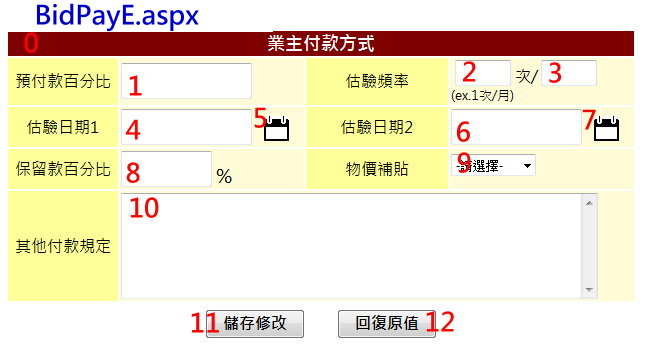 BidPayE.aspx
0 業主付款方式
預付款百分比 1 估驗頻率 2 次/ 3
(ex.1次/月)
估驗日期1 4 5 估驗日期2 6 7
保留款百分比 8 % 物價補貼 9 -請選擇-
其他付款規定 10
11 儲存修改 回復原值 12